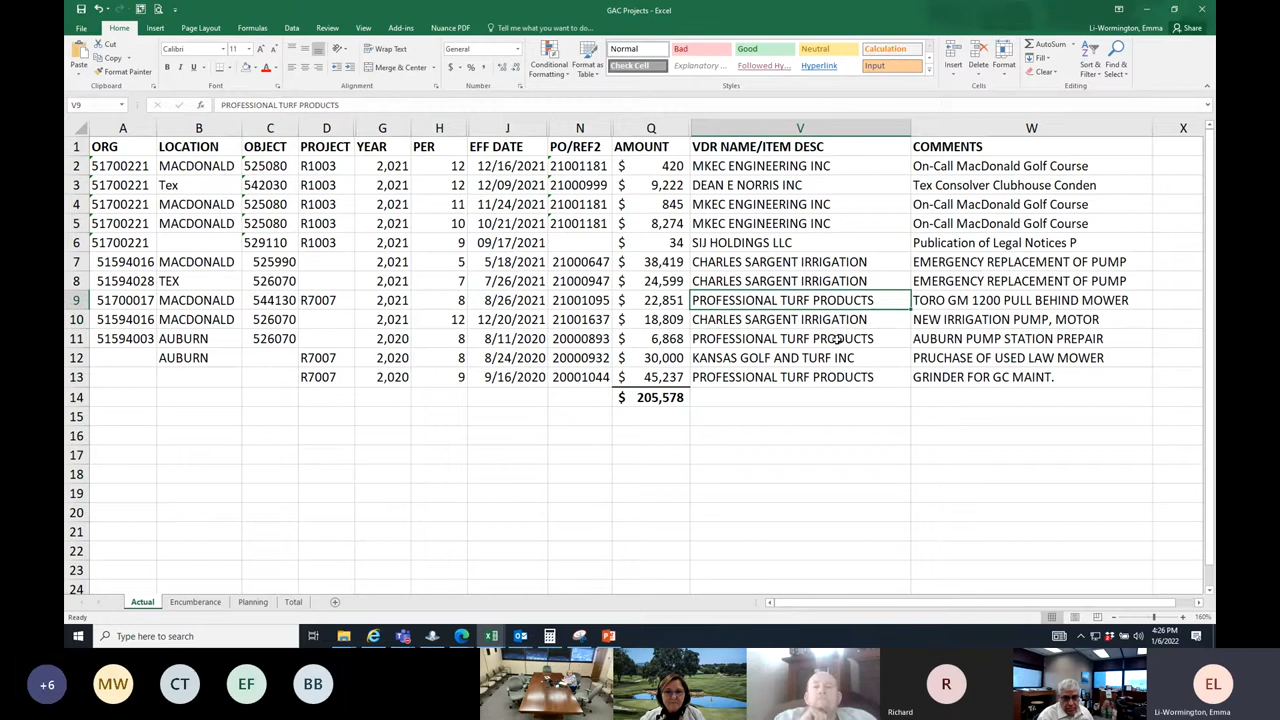 GAC Projects - Excel
Li-Wormington, Emma
Share
File Home Insert Page Layout Formulas Data Review View Add-ins Nuance PDF Tell me what you want to do...
Paste
Cut
Copy
Format Painter
Calibri 11
Wrap Text
Merge & Center
General
Conditional Formatting
Format as Table
Normal Bad Good Neutral Calculation
Check Cell Explanatory ... Followed Hy... Hyperlink Input
Insert Delete Format
AutoSum
Fill
Clear
Sort & Filter
Find & Select
Clipboard Font Alignment Number Styles Cells Editing
V9 fx PROFESSIONAL TURF PRODUCTS
A B C D G H I N Q V W X
1 ORG LOCATION OBJECT PROJECT YEAR PER EFF DATE PO/REF2 AMOUNT VDR NAME/ITEM DESC COMMENTS
2 51700221 MACDONALD 525080 R1003 2,021 12 12/16/2021 21001181 $ 420 MKEC ENGINEERING INC On-Call MacDonald Golf Course
3 51700221 Tex 542030 R1003 2,021 12 12/09/2021 21000999 $ 9,222 DEAN E NORRIS INC Tex Consolver Clubhouse Conden
4 51700221 MACDONALD 525080 R1003 2,021 11 11/24/2021 21001181 $ 845 MKEC ENGINEERING INC On-Call MacDonald Golf Course
5 51700221 MACDONALD 525080 R1003 2,021 10 10/21/2021 21001181 $ 8,274 MKEC ENGINEERING INC On-Call MacDonald Golf Course
6 51700221 529110 R1003 2,021 9 09/17/2021 $ 34 SIJ HOLDINGS LLC Publication of Legal Notices P
7 51594016 MACDONALD 525990 2,021 5 5/18/2021 21000647 $ 38,419 CHARLES SARGENT IRRIGATION EMERGENCY REPLACEMENT OF PUMP
8 51594028 TEX 526070 2,021 7 7/26/2021 21000947 $ 24,599 CHARLES SARGENT IRRIGATION EMERGENCY REPLACEMENT OF PUMP
9 51700017 MACDONALD 544130 R7007 2,021 8 8/26/2021 21001095 $ 22,851 PROFESSIONAL TURF PRODUCTS TORO GM 1200 PULL BEHIND MOWER
10 51594016 MACDONALD 526070 2,021 12 12/20/2021 21001637 $ 18,809 CHARLES SARGENT IRRIGATION NEW IRRIGATION PUMP, MOTOR
11 51594003 AUBURN 526070 2,020 8 8/11/2020 20000893 $ 6,868 PROFESSIONAL TURF PRODUCTS AUBURN PUMP STATION PREPAIR
12 AUBURN R7007 2,020 8 8/24/2020 20000932 $ 30,000 KANSAS GOLF AND TURF INC PRUCHASE OF USED LAW MOWER
13 R7007 2,020 9 9/16/2020 20001044 $ 45,237 PROFESSIONAL TURF PRODUCTS GRINDER FOR GC MAINT.
14 $ 205,578
15
16
17
18
19
20
21
22
23
24
Actual Encumberance Planning Total
Ready
160%
Type here to search
4:26 PM
1/6/2022
+6 MW CT EF BB R EL
Richard
Li-Wormington, Emma